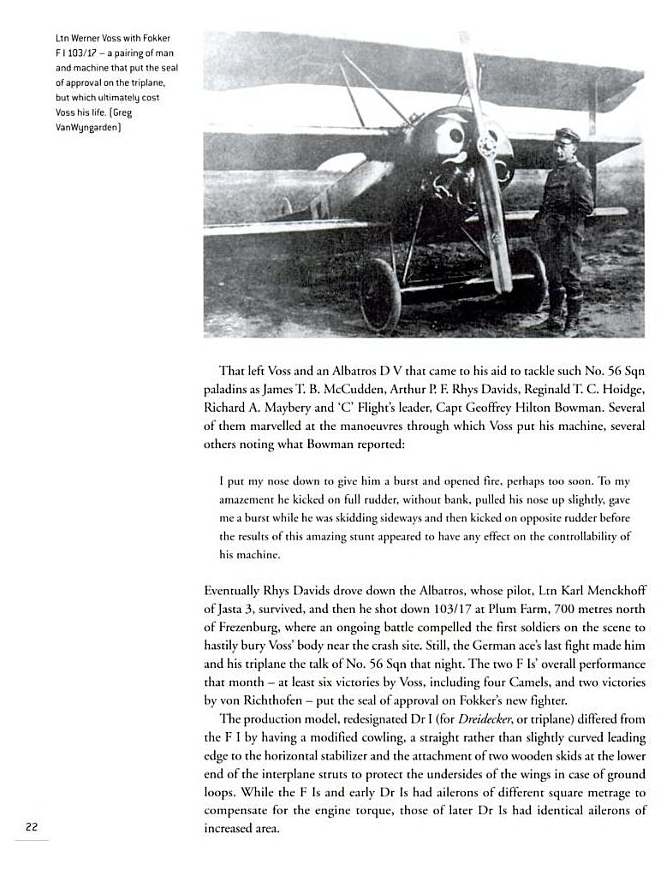 Ltn Werner Voss with Fokker
F I 103/17 – a pairing of man
and machine that put the seal
of approval on the triplane,
but which ultimately cost
Voss his life. (Greg
VanWyngarden)
That left Voss and an Albatros D V that came to his aid to tackle such No. 56 Sqn
paladins as James T. B. McCudden, Arthur P. F. Rhys Davids, Reginald T. C. Hoidge,
Richard A. Maybery and ‘C’ Flight’s leader, Capt Geoffrey Hilton Bowman. Several
of them marvelled at the manoeuvres through which Voss put his machine, several
others noting what Bowman reported:
I put my nose down to give him a burst and opened fire, perhaps too soon. To my
amazement he kicked on full rudder, without bank, pulled his nose up slightly, gave
me a burst while he was skidding sideways and then kicked on opposite rudder before
the results of this amazing stunt appeared to have any effect on the controllability of
his machine.
Eventually Rhys Davids drove down the Albatros, whose pilot, Ltn Karl Menckhoff
of Jasta 3, survived, and then he shot down 103/17 at Plum Farm, 700 metres north
of Frezenburg, where an ongoing battle compelled the first soldiers on the scene to
hastily bury Voss’ body near the crash site. Still, the German ace’s last fight made him
and his triplane the talk of No. 56 Sqn that night. The two F Is’ overall performance
that month – at least six victories by Voss, including four Camels, and two victories
by von Richthofen – put the seal of approval on Fokker’s new fighter.
The production model, redesignated Dr I (for Dreidecker, or triplane) differed from
the F I by having a modified cowling, a straight rather than slightly curved leading
edge to the horizontal stabilizer and the attachment of two wooden skids at the lower
end of the interplane struts to protect the undersides of the wings in case of ground
loops. While the F Is and early Dr Is had ailerons of different square metrage to
compensate for the engine torque, those of later Dr Is had identical ailerons of
increased area.
22